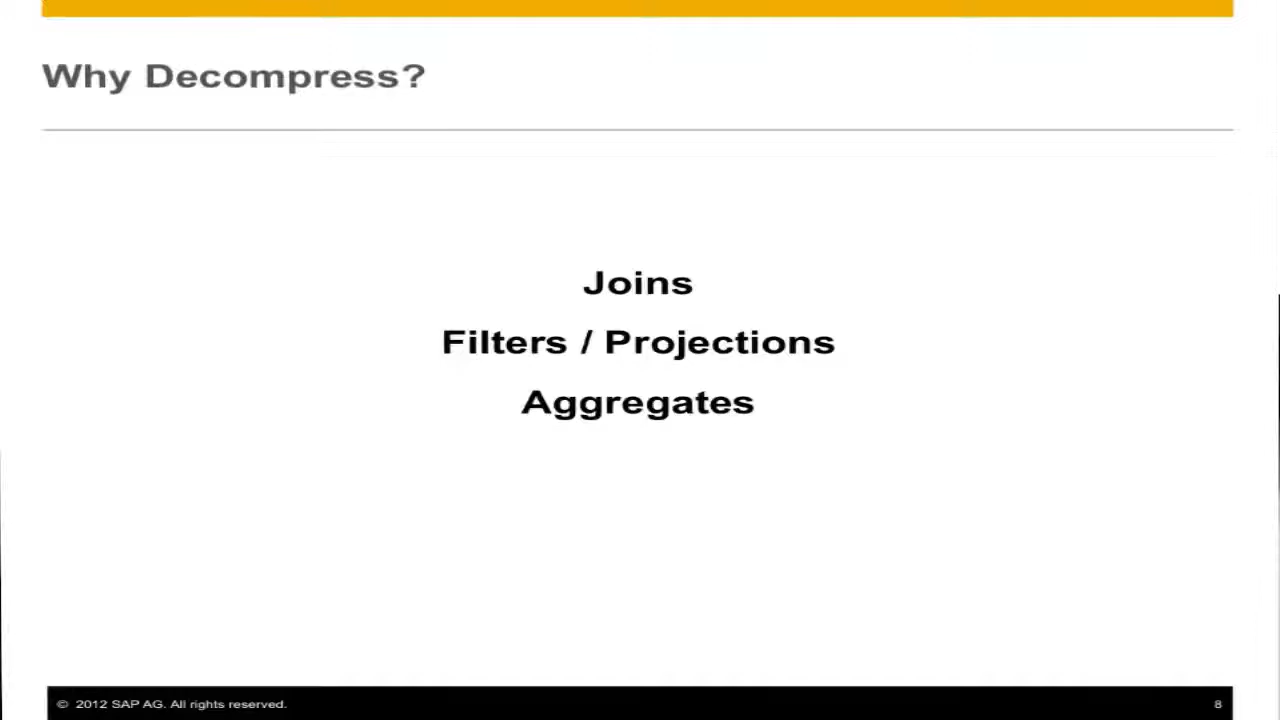 Why Decompress?
Joins
Filters / Projections
Aggregates
© 2012 SAP AG. All rights reserved.
8